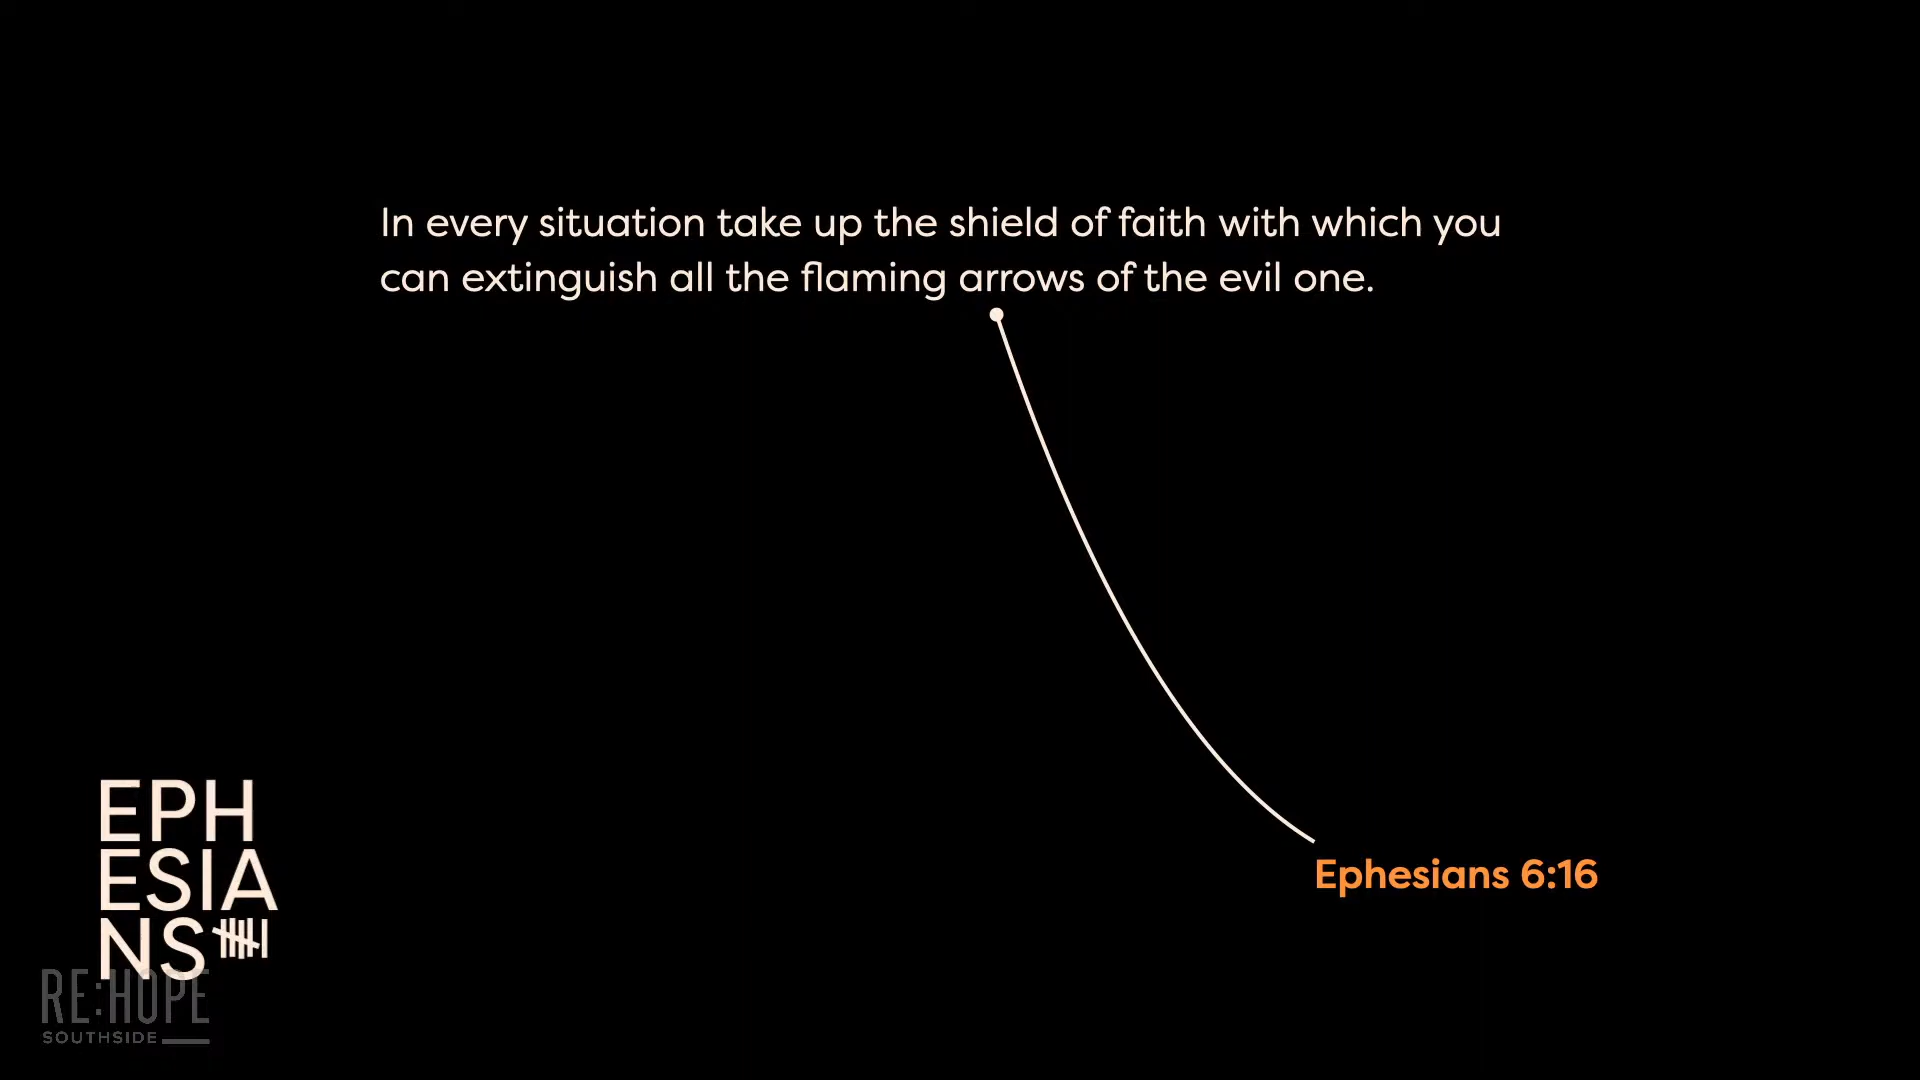 In every situation take up the shield of faith with which you
can extinguish all the flaming arrows of the evil one.
Ephesians 6:16
EPH
ESIA
NS
RE:HOPE
SOUTHSIDE